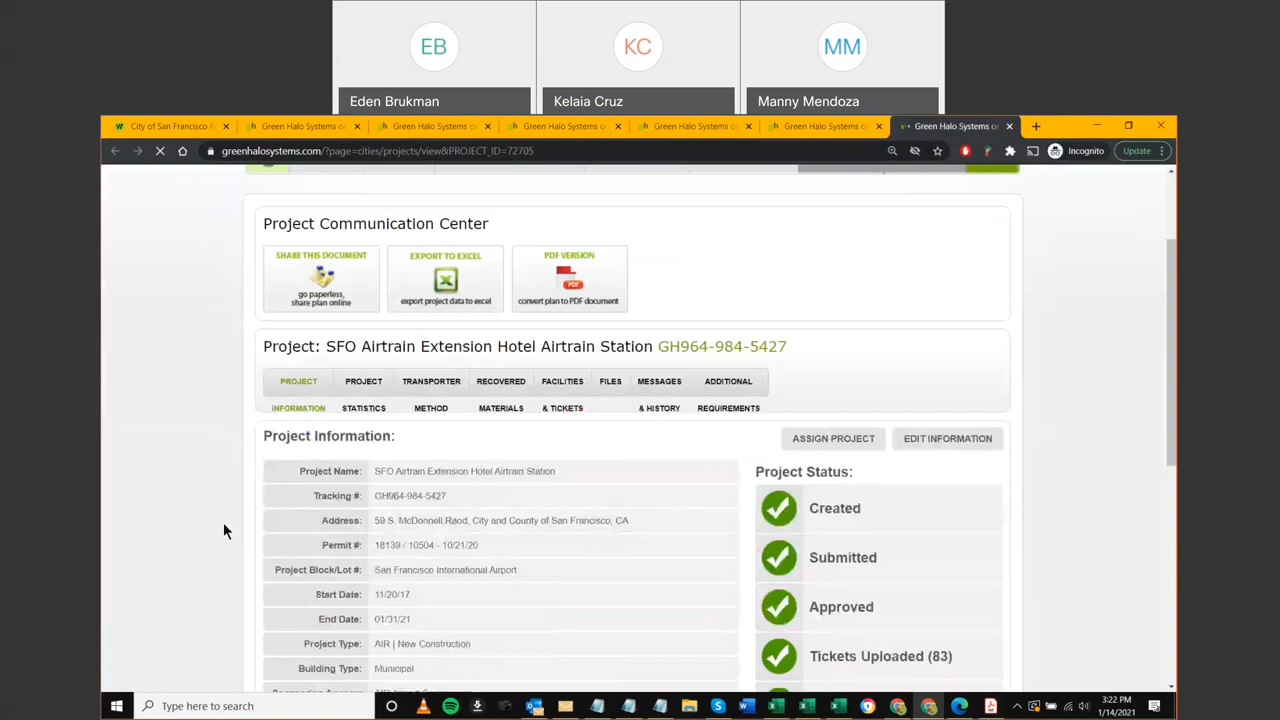 EB
KC
MM
Eden Brukman
Kelaia Cruz
Manny Mendoza
City of San Francisco R
Green Halo Systems or
Green Halo Systems or
Green Halo Systems or
Green Halo Systems or
Green Halo Systems or
Green Halo Systems or
greenhalosystems.com/?page=cities/projects/view&PROJECT_ID=72705
Incognito
Update
Project Communication Center
SHARE THIS DOCUMENT
go paperless,
share plan online
EXPORT TO EXCEL
export project data to excel
PDF VERSION
PDF
convert plan to PDF document
Project: SFO Airtrain Extension Hotel Airtrain Station GH964-984-5427
PROJECT INFORMATION
PROJECT STATISTICS
TRANSPORTER METHOD
RECOVERED MATERIALS
FACILITIES & TICKETS
FILES
MESSAGES & HISTORY
ADDITIONAL REQUIREMENTS
Project Information:
ASSIGN PROJECT
EDIT INFORMATION
Project Name: SFO Airtrain Extension Hotel Airtrain Station
Tracking #: GH964-984-5427
Address: 59 S. McDonnell Raod, City and County of San Francisco, CA
Permit #: 18139 / 10504 - 10/21/20
Project Block/Lot #: San Francisco International Airport
Start Date: 11/20/17
End Date: 01/31/21
Project Type: AIR | New Construction
Building Type: Municipal
Project Status:
Created
Submitted
Approved
Tickets Uploaded (83)
Type here to search
3:22 PM
1/14/2021